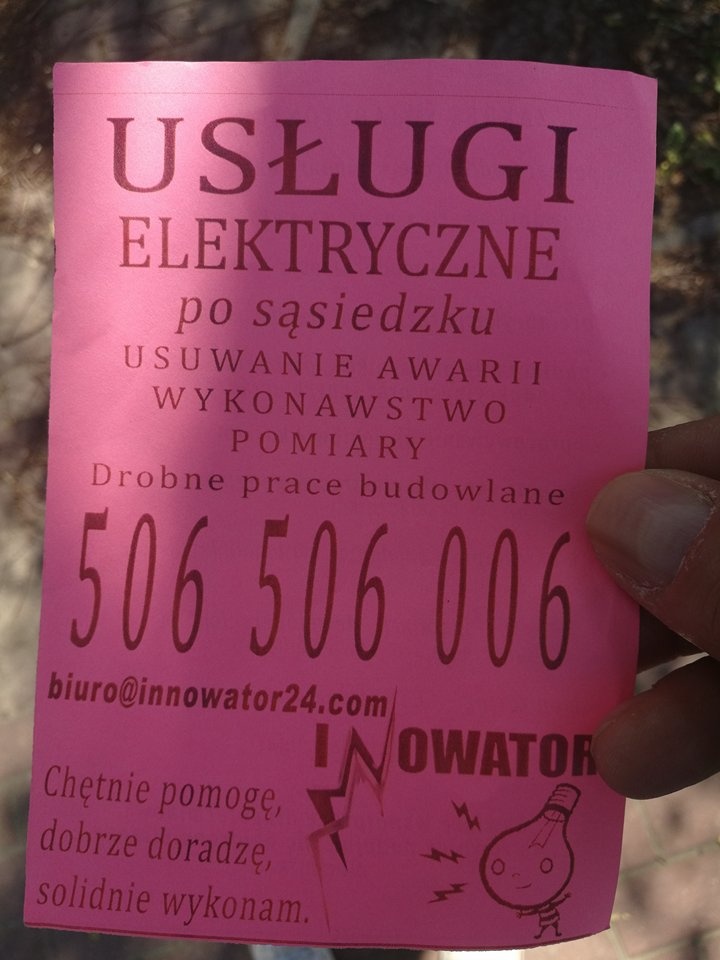 USŁUGI
ELEKTRYCZNE
po sąsiedzku
USUWANIE AWARII
WYKONAWSTWO
POMIARY
Drobne prace budowlane
506 506 006
biuro@innowator24.com
INOWATOR
Chętnie pomogę,
dobrze doradzę,
solidnie wykonam.